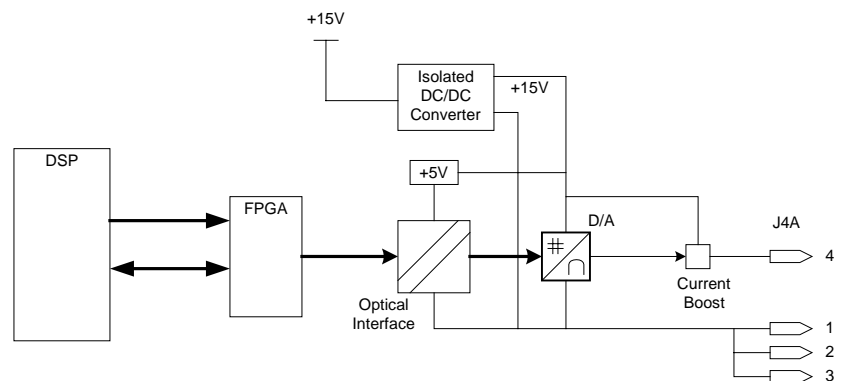 +15V
Isolated
DC/DC
Converter
+15V
DSP
+5V
FPGA
D/A
J4A
#
4
Optical
Interface
Current
Boost
1
2
3